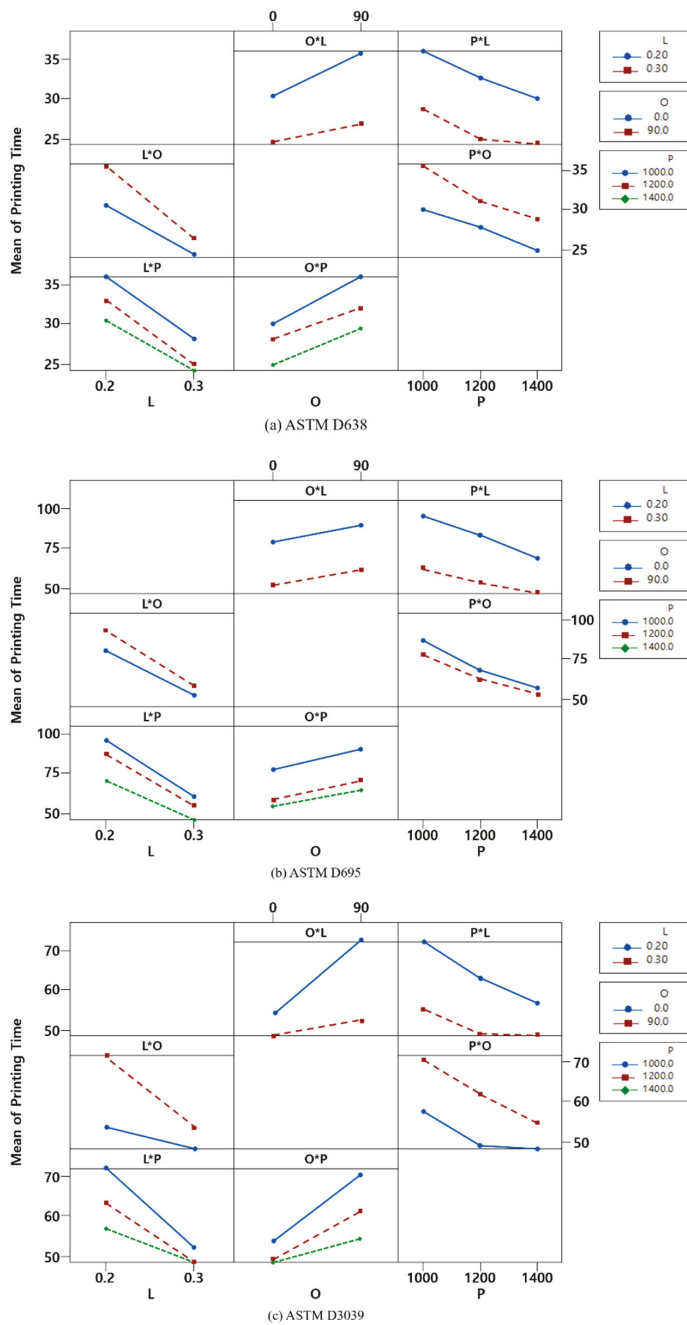 0 90
O*L P*L
35
30
25
L
0.20
0.30
O
0.0
90.0
L*O P*O
35
30
25
P
1000.0
1200.0
1400.0
Mean of Printing Time
L*P O*P
35
30
25
0.2 0.3 1000 1200 1400
L O P
(a) ASTM D638
0 90
O*L P*L
100
75
50
L
0.20
0.30
O
0.0
90.0
L*O P*O
100
75
50
P
1000.0
1200.0
1400.0
Mean of Printing Time
L*P O*P
100
75
50
0.2 0.3 1000 1200 1400
L O P
(b) ASTM D695
0 90
O*L P*L
70
60
50
L
0.20
0.30
O
0.0
90.0
L*O P*O
70
60
50
P
1000.0
1200.0
1400.0
Mean of Printing Time
L*P O*P
70
60
50
0.2 0.3 1000 1200 1400
L O P
(c) ASTM D3039